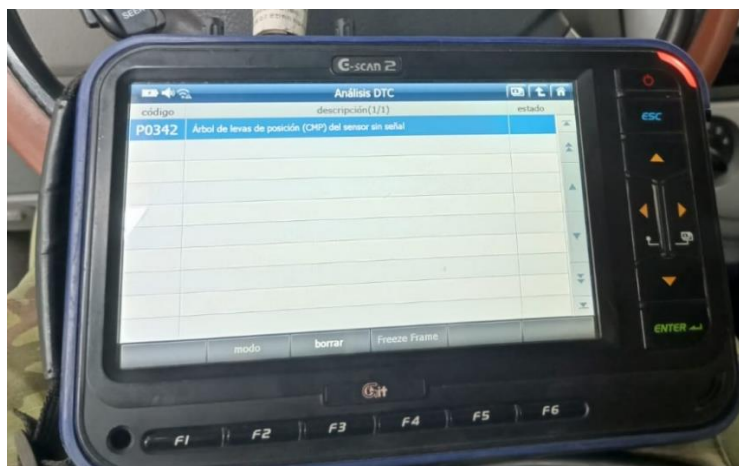 G-scan 2
Análisis DTC
código descripción(1/1) estado
P0342 Árbol de levas de posición (CMP) del sensor sin señal
modo borrar Freeze Frame
Git
F1 F2 F3 F4 F5 F6
ESC
ENTER